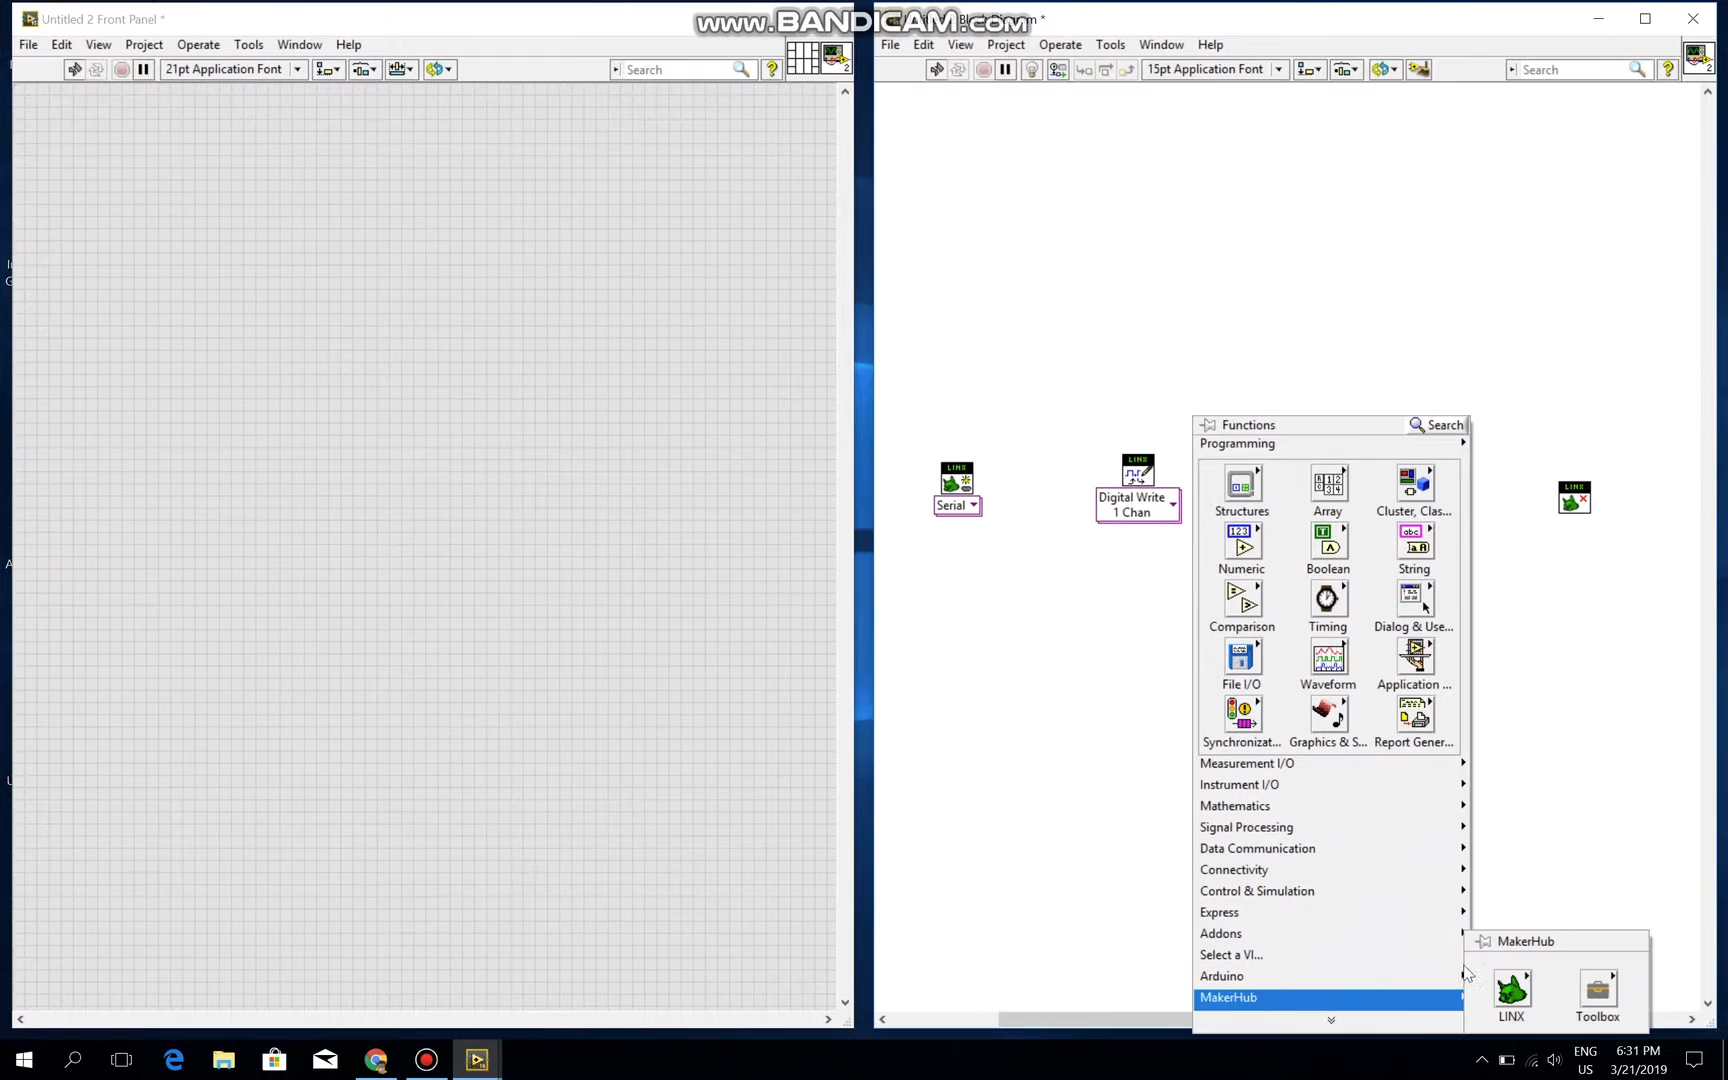 Untitled 2 Front Panel *
www.BANDICAM.com
File Edit View Project Operate Tools Window Help
21pt Application Font
Search
2
File Edit View Project Operate Tools Window Help
15pt Application Font
Search
2
LINX
Serial
LINX
Digital Write
1 Chan
LINX
Functions
Search
Programming
Structures
Array
Cluster, Clas...
Numeric
Boolean
String
Comparison
Timing
Dialog & Use...
File I/O
Waveform
Application ...
Synchronizat...
Graphics & S...
Report Gener...
Measurement I/O
Instrument I/O
Mathematics
Signal Processing
Data Communication
Connectivity
Control & Simulation
Express
Addons
Select a VI...
Arduino
MakerHub
MakerHub
LINX
Toolbox
ENG
US
6:31 PM
3/21/2019